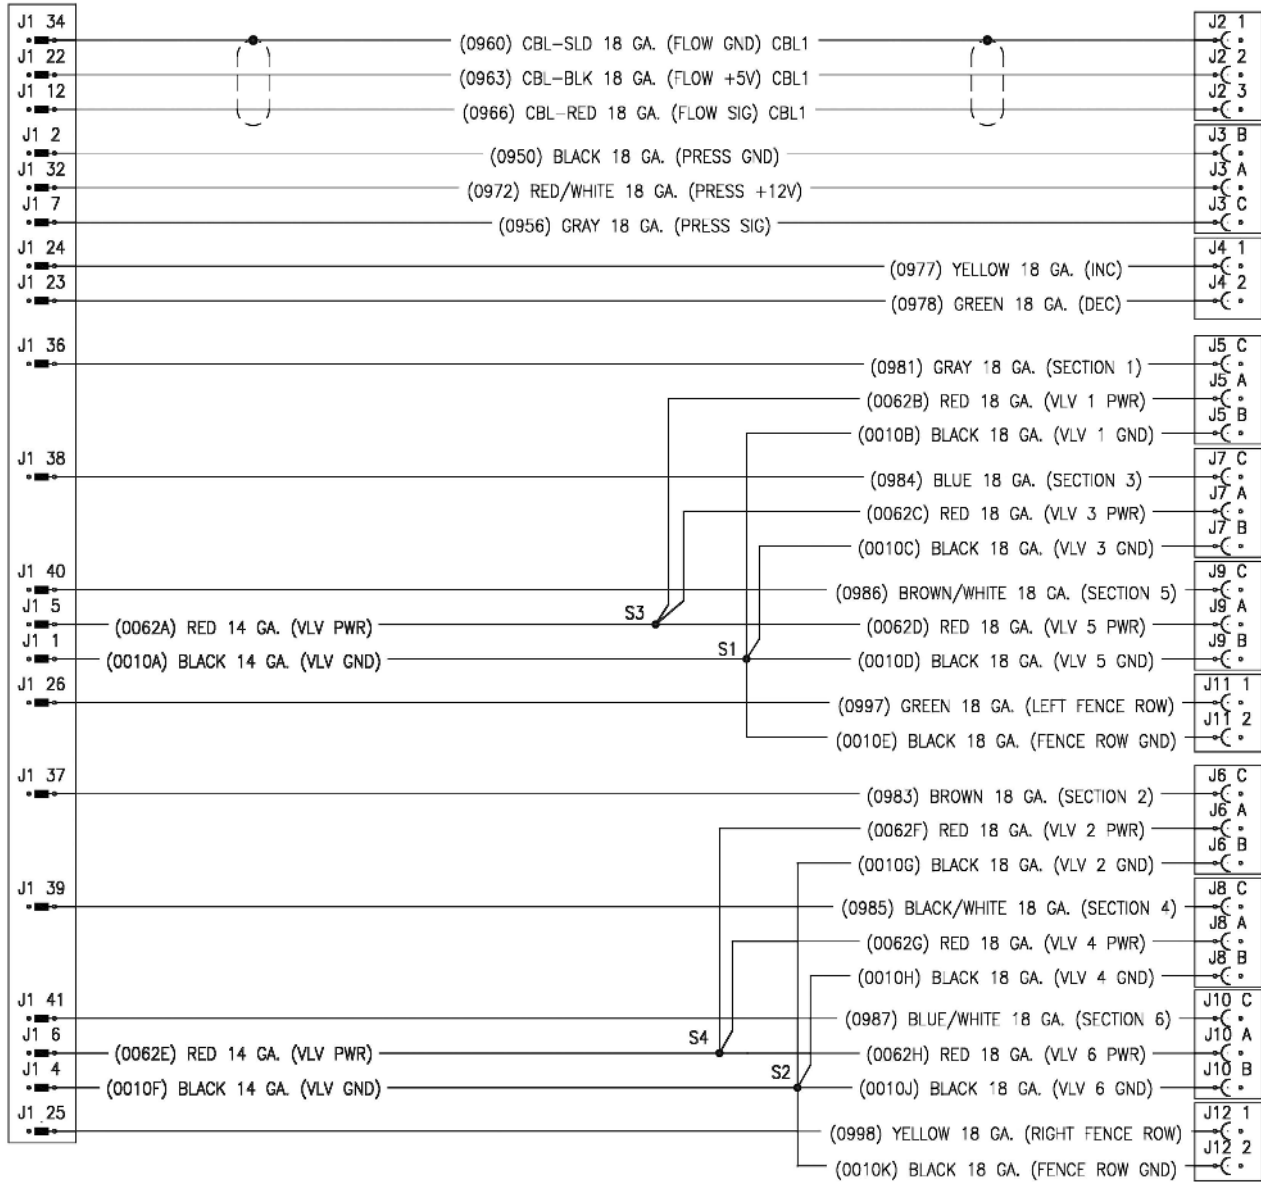 J1 34 (0960) CBL-SLD 18 GA. (FLOW GND) CBL1 J2 1
J1 22 (0963) CBL-BLK 18 GA. (FLOW +5V) CBL1 J2 2
J1 12 (0966) CBL-RED 18 GA. (FLOW SIG) CBL1 J2 3
J1 2 (0950) BLACK 18 GA. (PRESS GND) J3 B
J1 32 (0972) RED/WHITE 18 GA. (PRESS +12V) J3 A
J1 7 (0956) GRAY 18 GA. (PRESS SIG) J3 C
J1 24 (0977) YELLOW 18 GA. (INC) J4 1
J1 23 (0978) GREEN 18 GA. (DEC) J4 2
J1 36 (0981) GRAY 18 GA. (SECTION 1) J5 C
(0062B) RED 18 GA. (VLV 1 PWR) J5 A
(0010B) BLACK 18 GA. (VLV 1 GND) J5 B
J1 38 (0984) BLUE 18 GA. (SECTION 3) J7 C
(0062C) RED 18 GA. (VLV 3 PWR) J7 A
(0010C) BLACK 18 GA. (VLV 3 GND) J7 B
J1 40 (0986) BROWN/WHITE 18 GA. (SECTION 5) J9 C
J1 5 (0062A) RED 14 GA. (VLV PWR) S3 (0062D) RED 18 GA. (VLV 5 PWR) J9 A
J1 1 (0010A) BLACK 14 GA. (VLV GND) S1 (0010D) BLACK 18 GA. (VLV 5 GND) J9 B
J1 26 (0997) GREEN 18 GA. (LEFT FENCE ROW) J11 1
(0010E) BLACK 18 GA. (FENCE ROW GND) J11 2
J1 37 (0983) BROWN 18 GA. (SECTION 2) J6 C
(0062F) RED 18 GA. (VLV 2 PWR) J6 A
(0010G) BLACK 18 GA. (VLV 2 GND) J6 B
J1 39 (0985) BLACK/WHITE 18 GA. (SECTION 4) J8 C
(0062G) RED 18 GA. (VLV 4 PWR) J8 A
(0010H) BLACK 18 GA. (VLV 4 GND) J8 B
J1 41 (0987) BLUE/WHITE 18 GA. (SECTION 6) J10 C
J1 6 (0062E) RED 14 GA. (VLV PWR) S4 (0062H) RED 18 GA. (VLV 6 PWR) J10 A
J1 4 (0010F) BLACK 14 GA. (VLV GND) S2 (0010J) BLACK 18 GA. (VLV 6 GND) J10 B
J1 25 (0998) YELLOW 18 GA. (RIGHT FENCE ROW) J12 1
(0010K) BLACK 18 GA. (FENCE ROW GND) J12 2